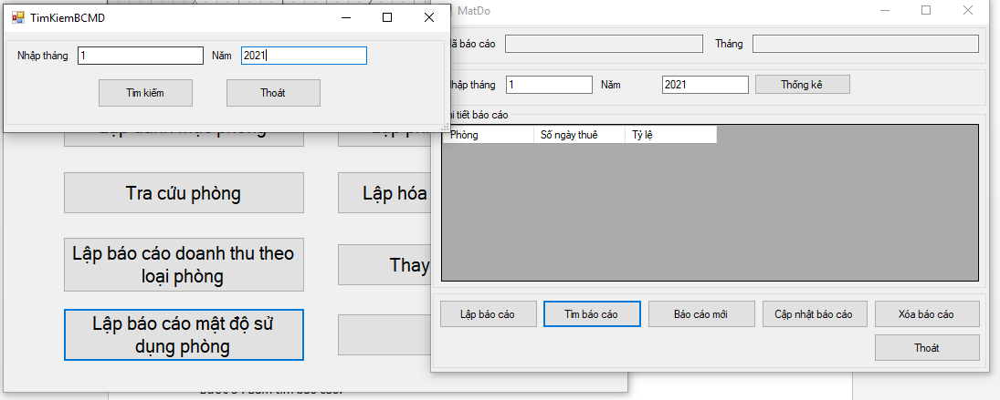 TimKiemBCMD
Nhập tháng 1 Năm 2021
Tìm kiếm Thoát
Tra cứu phòng
Lập hóa
Lập báo cáo doanh thu theo
loại phòng
Thay
Lập báo cáo mật độ sử
dụng phòng
MatDo
Mã báo cáo Tháng
Nhập tháng 1 Năm 2021 Thống kê
Chi tiết báo cáo
Phòng Số ngày thuê Tỷ lệ
Lập báo cáo Tìm báo cáo Báo cáo mới Cập nhật báo cáo Xóa báo cáo
Thoát